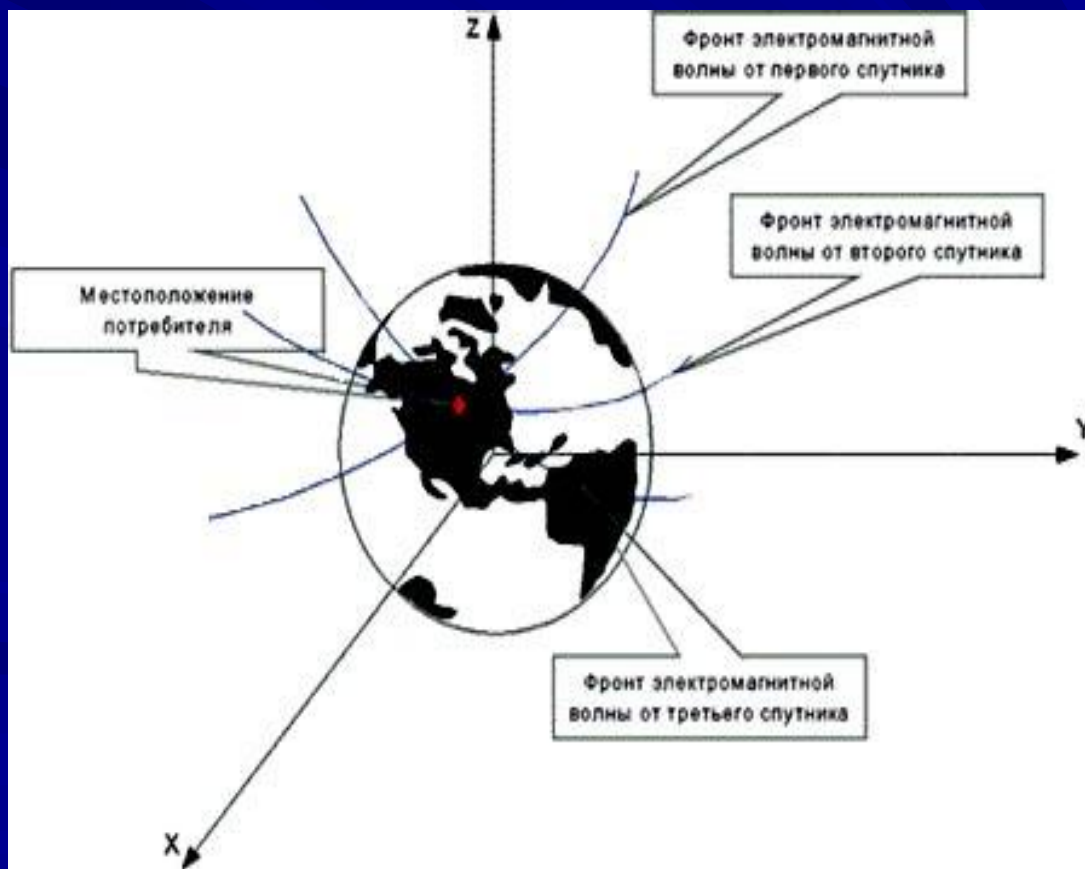 Z
Фронт электромагнитной
волны от первого спутника
Фронт электромагнитной
волны от второго спутника
Местоположение
потребителя
Y
Фронт электромагнитной
волны от третьего спутника
X